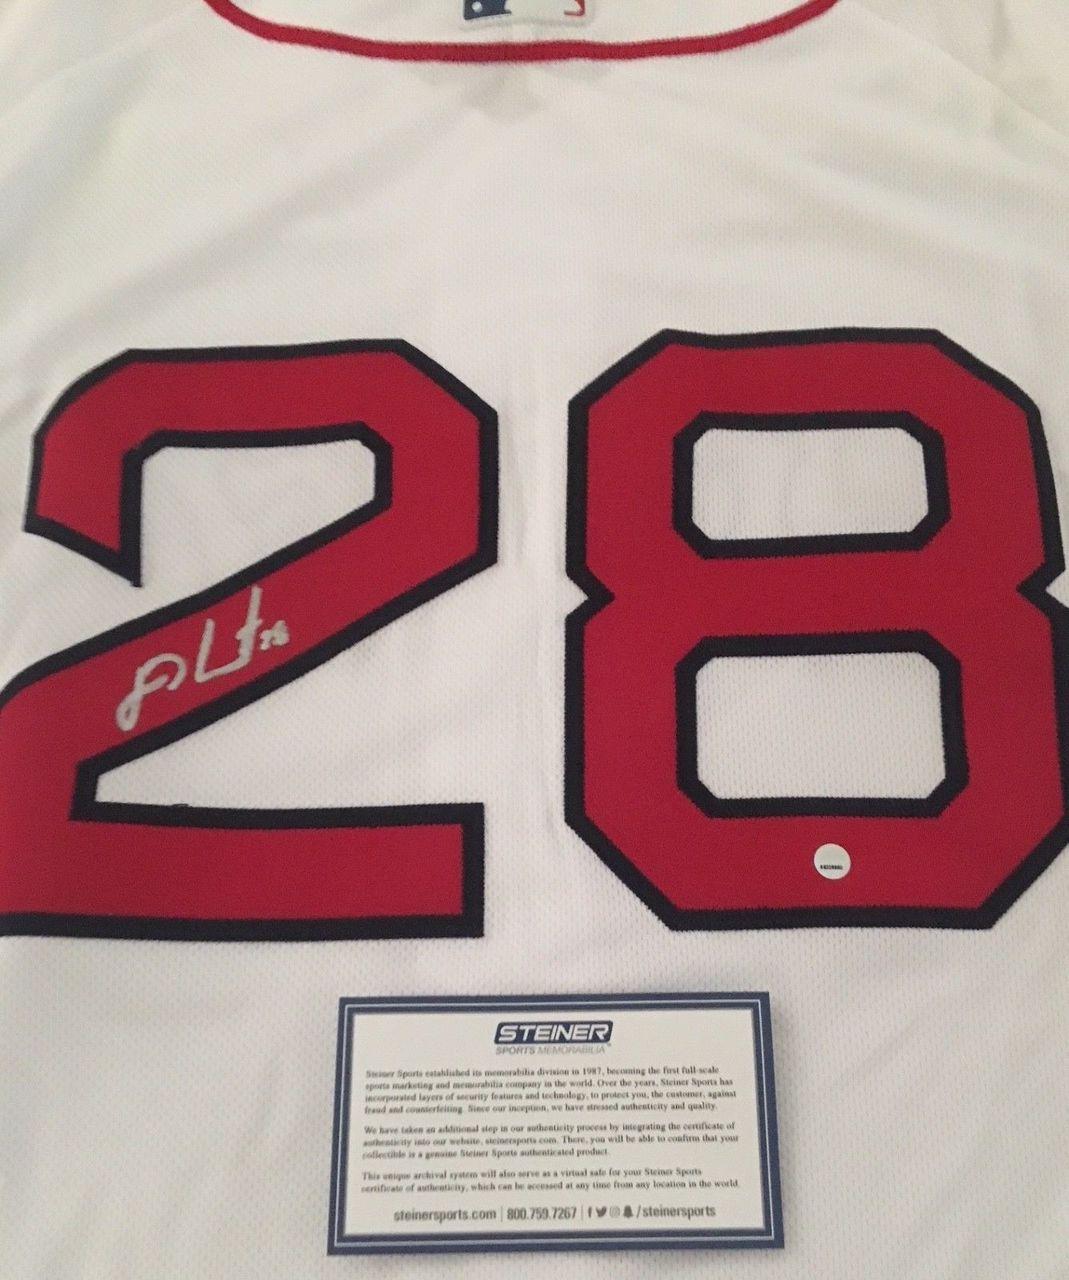 28
28
STEINER
SPORTS MEMORABILIA
Steiner Sports established its memorabilia division in 1987, becoming the first full-scale
sports marketing and memorabilia company in the world. Over the years, Steiner Sports has
incorporated layers of security features and technology, to protect you, the customer, against
fraud and counterfeiting. Since our inception, we have stressed authenticity and quality.
We have taken an additional step in our authenticity process by integrating the certificate of
authenticity into our website, steinersports.com. There, you will be able to confirm that your
collectible is a genuine Steiner Sports authenticated product.
This unique archival system will also serve as a virtual safe for your Steiner Sports
certificate of authenticity, which can be accessed at any time from any location in the world.
steinersports.com | 800.759.7267 | /steinersports